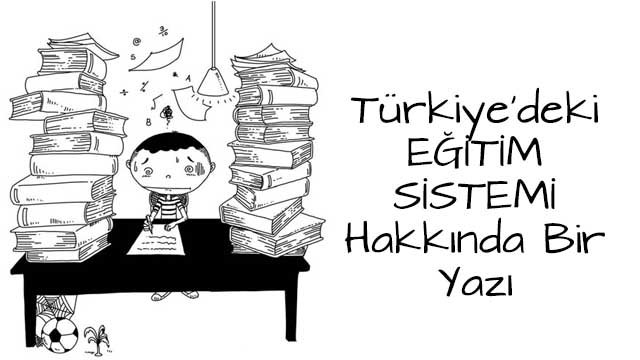 Türkiye'deki
EĞİTİM
SİSTEMİ
Hakkında Bir
Yazı